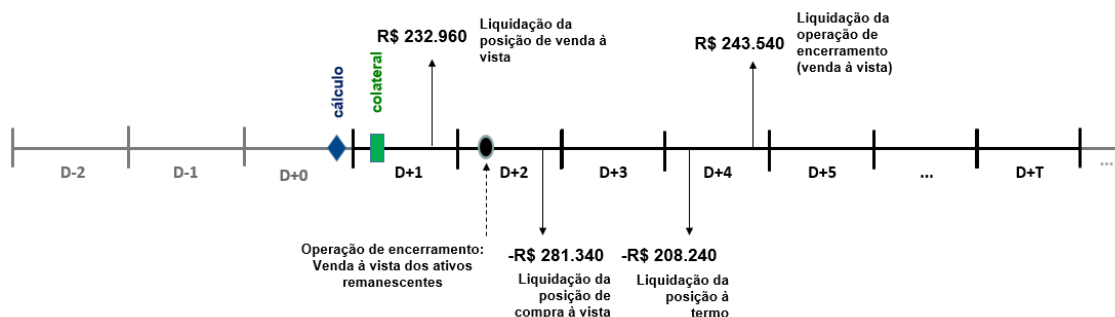 R$ 232.960
Liquidação da
posição de venda à
vista
R$ 243.540
Liquidação da
operação de
encerramento
(venda à vista)
cálculo
colateral
D-2
D-1
D+0
D+1
D+2
D+3
D+4
D+5
...
D+T
...
Operação de encerramento:
Venda à vista dos ativos
remanescentes
-R$ 281.340
Liquidação da
posição de
compra à vista
-R$ 208.240
Liquidação da
posição à
termo